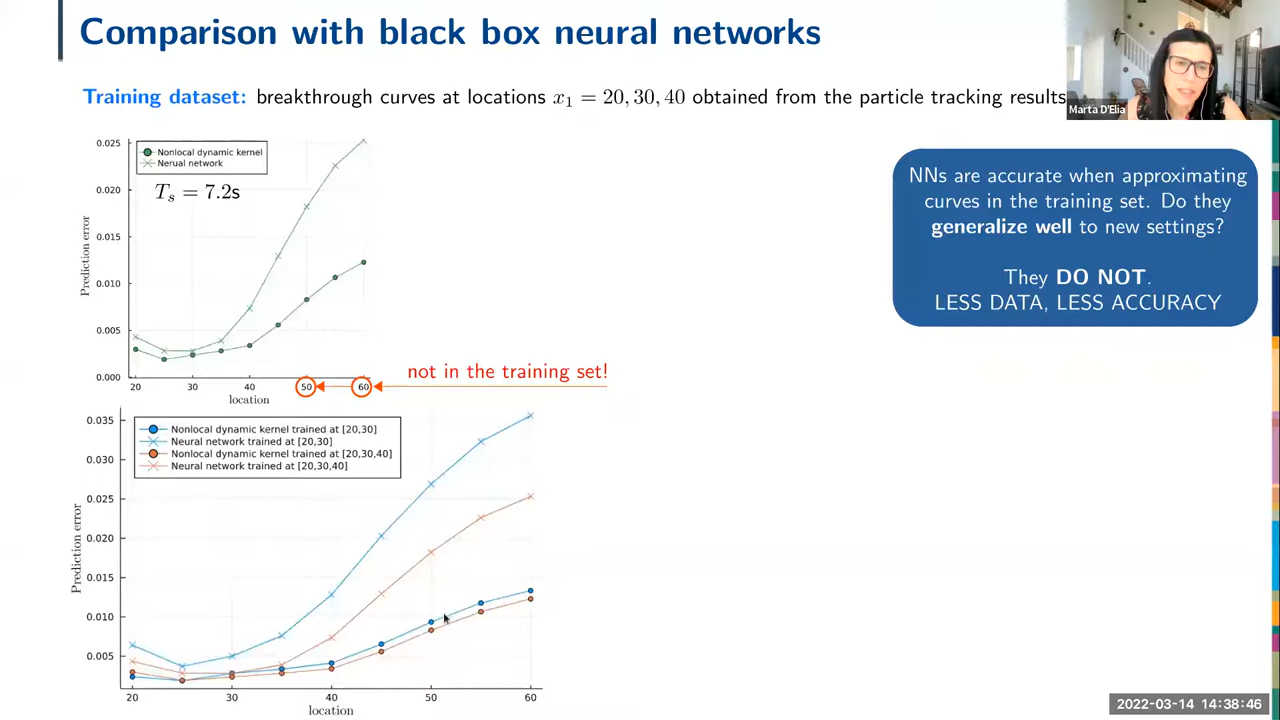 Comparison with black box neural networks
Training dataset: breakthrough curves at locations x₁ = 20, 30, 40 obtained from the particle tracking results
Marta D'Elia
0.025
0.020
0.015
0.010
0.005
0.000
Prediction error
Nonlocal dynamic kernel
Nerual network
Tₛ = 7.2s
20
30
40
50
60
location
not in the training set!
NNs are accurate when approximating
curves in the training set. Do they
generalize well to new settings?
They DO NOT.
LESS DATA, LESS ACCURACY
0.035
0.030
0.025
0.020
0.015
0.010
0.005
Prediction error
Nonlocal dynamic kernel trained at [20,30]
Neural network trained at [20,30]
Nonlocal dynamic kernel trained at [20,30,40]
Neural network trained at [20,30,40]
20
30
40
50
60
location
2022-03-14 14:38:46